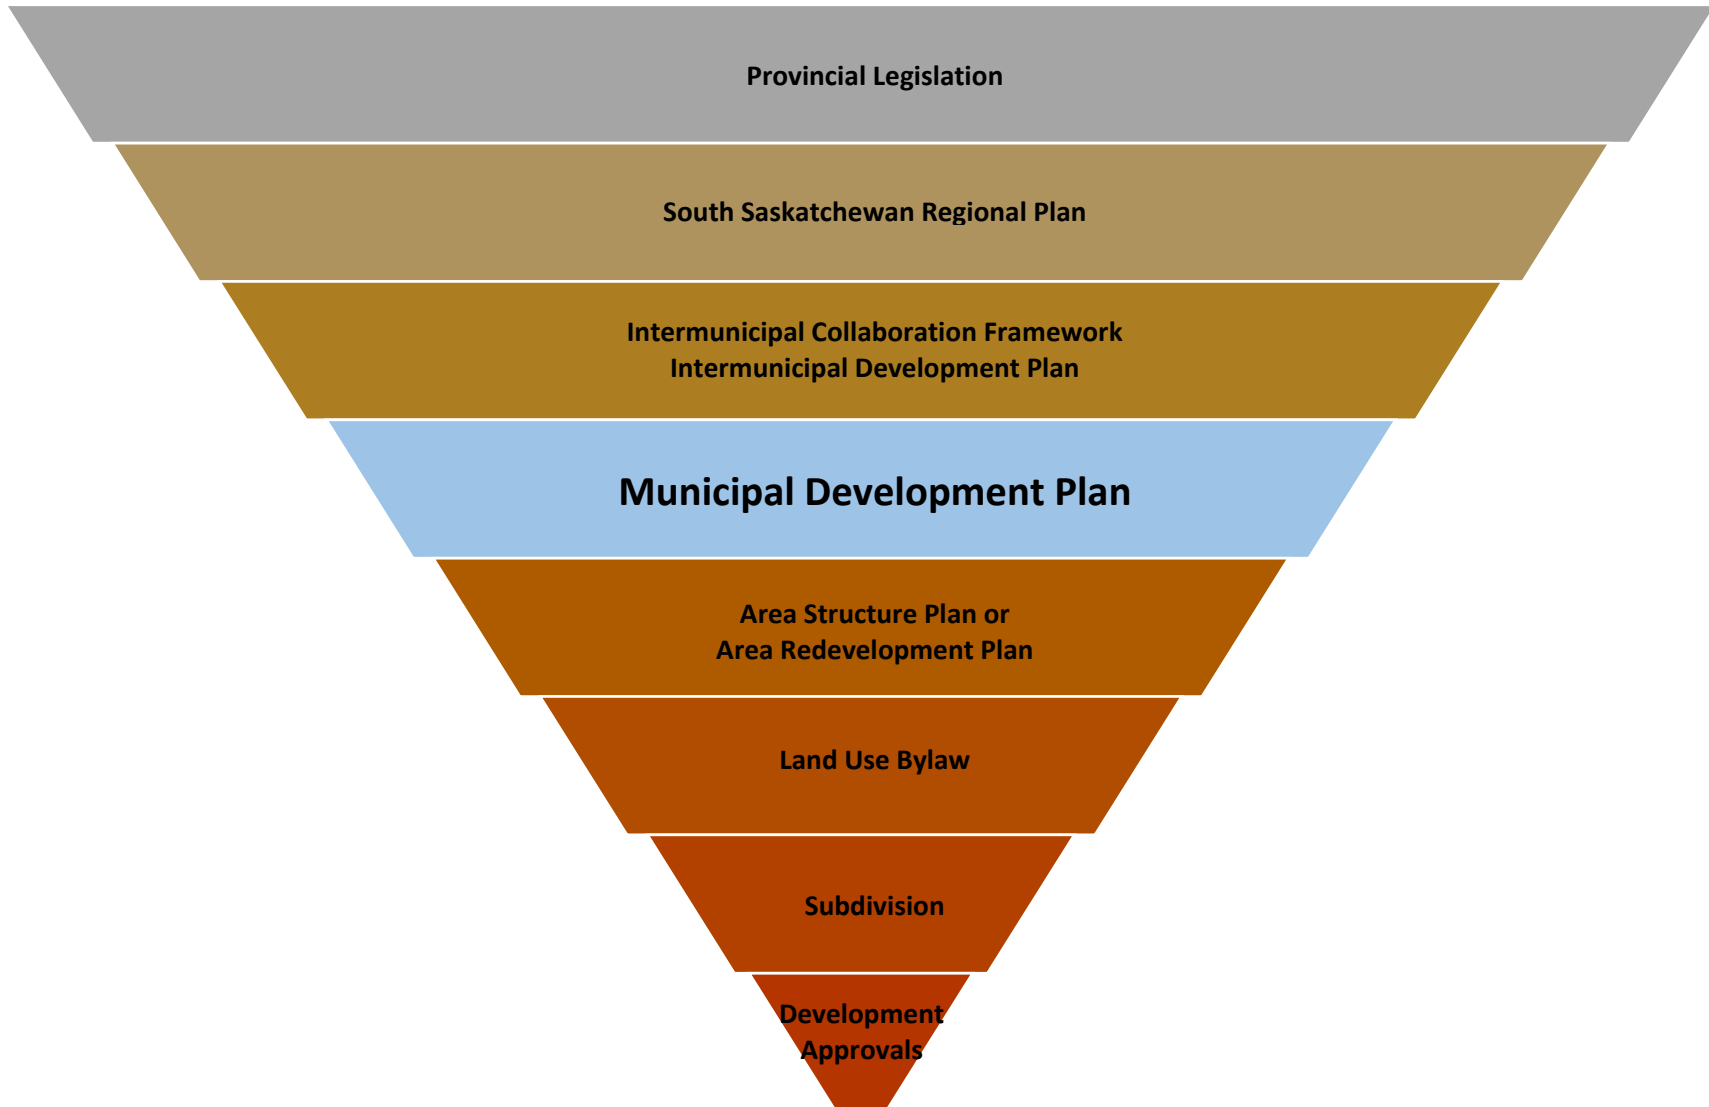 Provincial Legislation
South Saskatchewan Regional Plan
Intermunicipal Collaboration Framework
Intermunicipal Development Plan
Municipal Development Plan
Area Structure Plan or
Area Redevelopment Plan
Land Use Bylaw
Subdivision
Development
Approvals